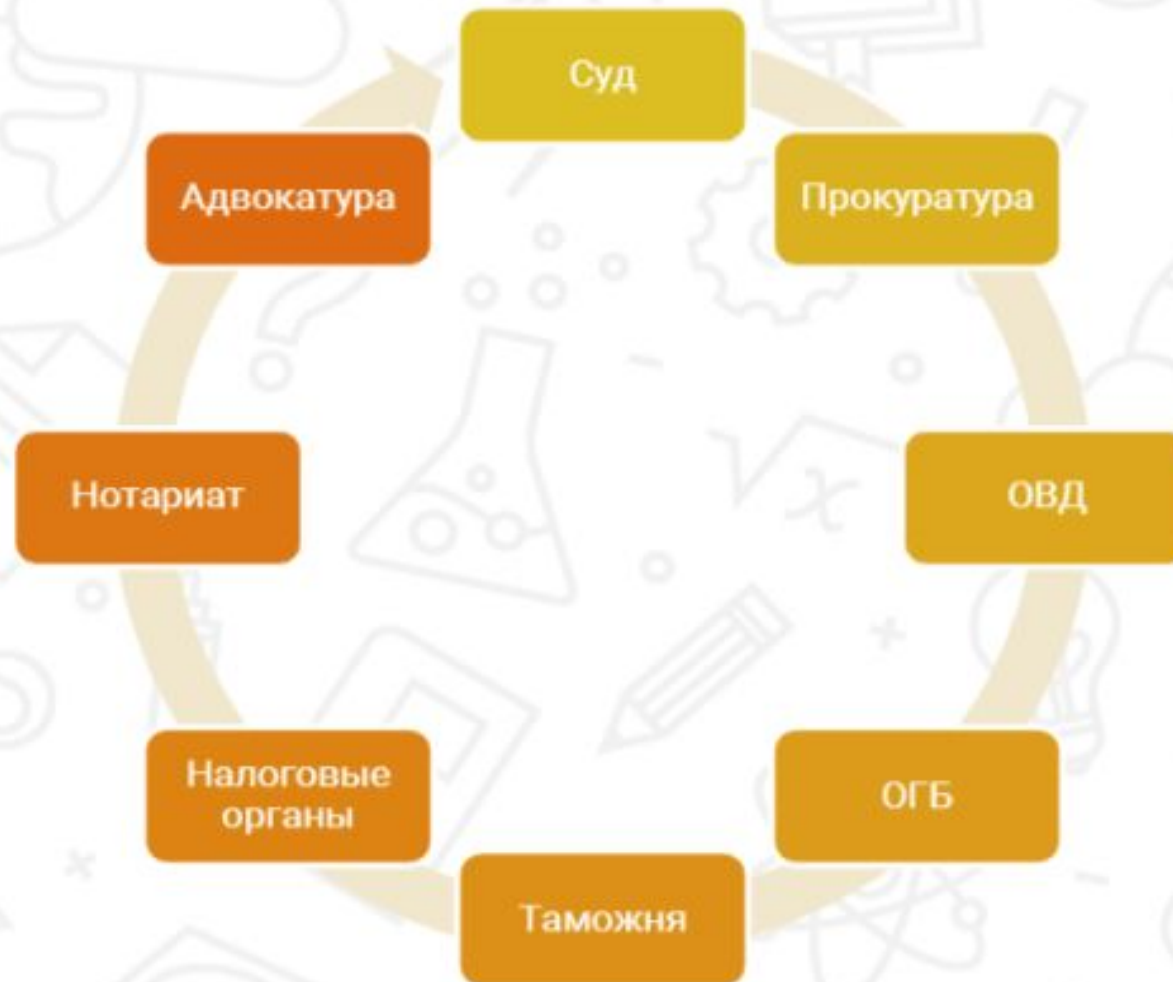 Суд
Прокуратура
ОВД
ОГБ
Таможня
Налоговые
органы
Нотариат
Адвокатура